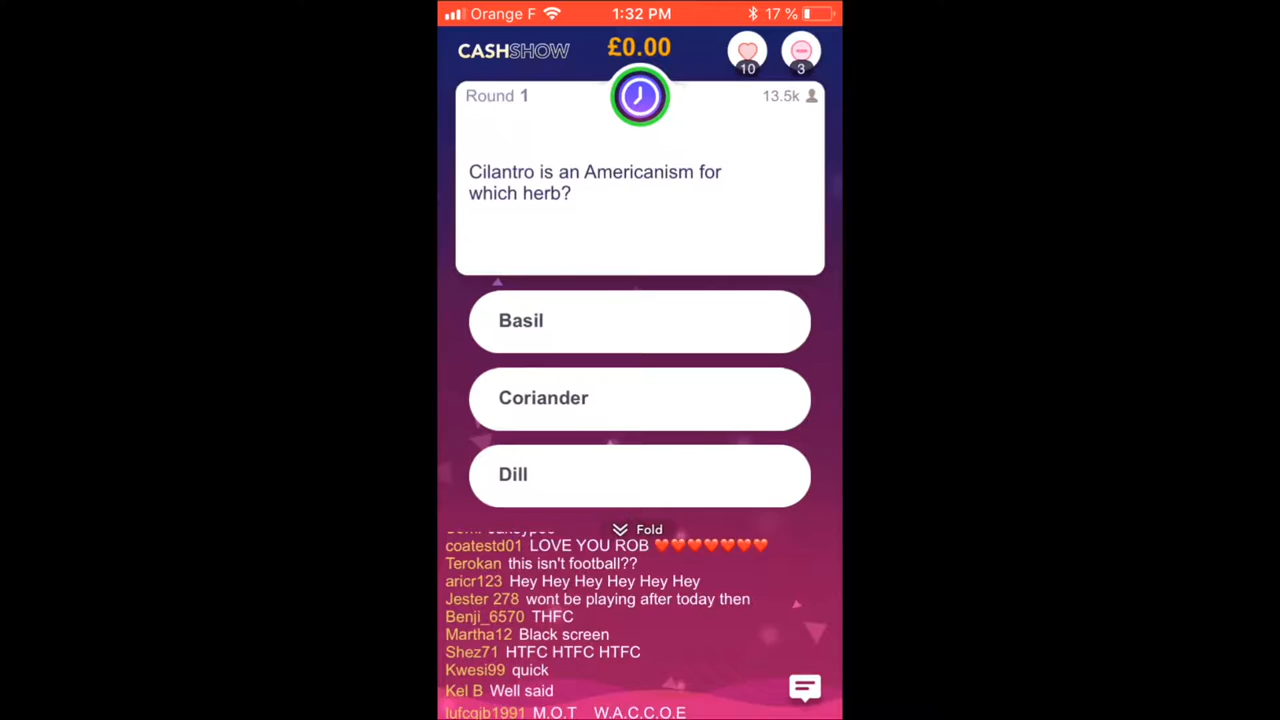 Orange F 1:32 PM 17 %
CASHSHOW £0.00
10 3
Round 1 13.5k
Cilantro is an Americanism for
which herb?
Basil
Coriander
Dill
Fold
coatestd01 LOVE YOU ROB ❤️❤️❤️❤️❤️❤️❤️
Terokan this isn't football??
aricr123 Hey Hey Hey Hey Hey Hey
Jester 278 wont be playing after today then
Benji_6570 THFC
Martha12 Black screen
Shez71 HTFC HTFC HTFC
Kwesi99 quick
Kel B Well said
lufcgjb1991 M.O.T W.A.C.C.O.E